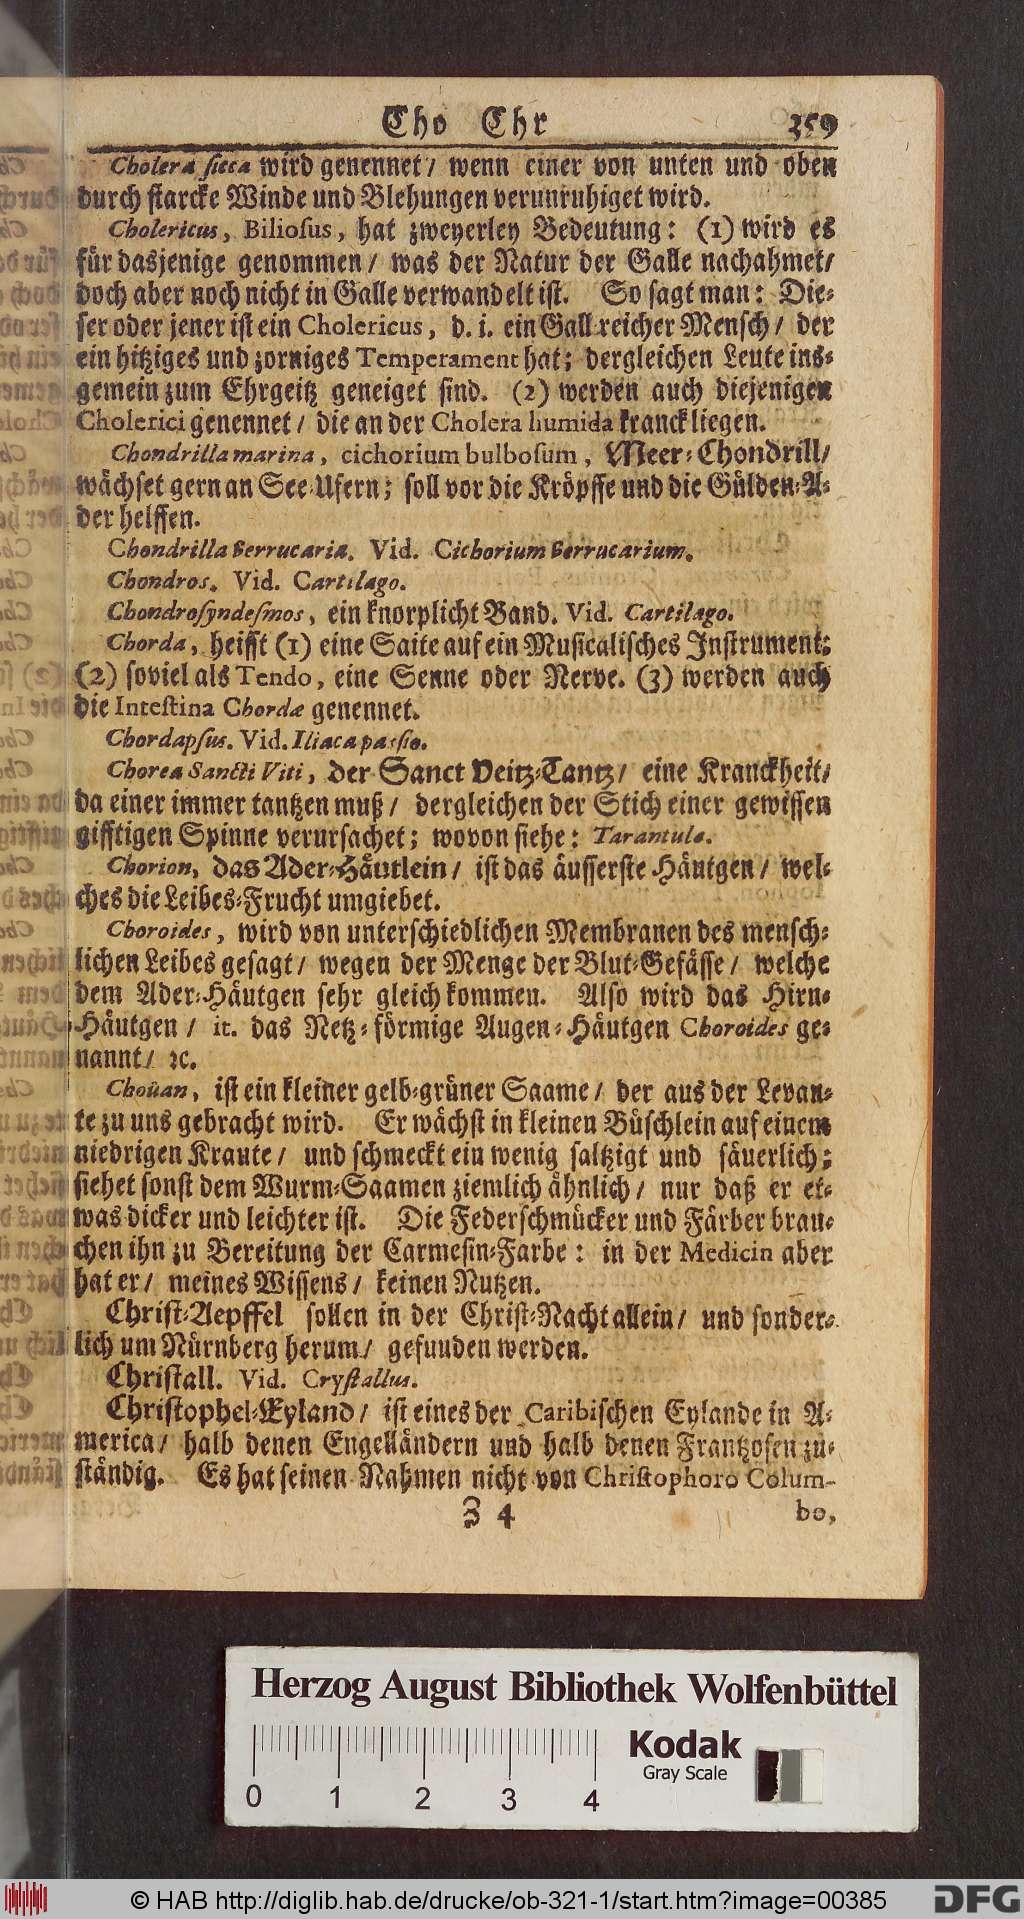 Cho Chr 359
Cholera ſicca wird genennet/ wenn einer von unten und oben
durch ſtarcke Winde und Blehungen verunruhiget wird.
Cholericus, Bilioſus, hat zweyerley Bedeutung: (1) wird es
für dasjenige genommen/ was der Natur der Galle nachahmet/
doch aber noch nicht in Galle verwandelt iſt. So ſagt man: Die⸗
ſer oder jener iſt ein Cholericus, d. i. ein Gall reicher Menſch/ der
ein hitziges und zorniges Temperament hat; dergleichen Leute ins⸗
gemein zum Ehrgeitz geneiget ſind. (2) werden auch diejenigen
Cholerici genennet/ die an der Cholera humida kranck liegen.
Chondrilla marina, cichorium bulboſum, Meer⸗Chondrill/
wächſet gern an See Ufern; ſoll vor die Kröpffe und die Gülden⸗A⸗
der helffen.
Chondrilla verrucaria. Vid. Cichorium verrucarium.
Chondros. Vid. Cartilago.
Chondroſyndeſmos, ein knorplicht Band. Vid. Cartilago.
Chorda, heiſſt (1) eine Saite auf ein Muſicaliſches Inſtrument;
(2) ſoviel als Tendo, eine Senne oder Nerve. (3) werden auch
die Inteſtina Chordæ genennet.
Chordapſus. Vid. Iliaca paſſio.
Chorea Sancti Viti, der Sanct Veitz⸗Tantz/ eine Kranckheit/
da einer immer tantzen muß/ dergleichen der Stich einer gewiſſen
gifftigen Spinne verurſachet; wovon ſiehe: Tarantula.
Chorion, das Ader⸗Häutlein/ iſt das äuſſerſte Häutgen/ wel⸗
ches die Leibes⸗Frucht umgiebet.
Choroides, wird von unterſchiedlichen Membranen des menſch⸗
lichen Leibes geſagt/ wegen der Menge der Blut⸗Gefäſſe/ welche
dem Ader⸗Häutgen ſehr gleich kommen. Alſo wird das Hirn⸗
Häutgen/ it. das Netz⸗förmige Augen⸗Häutgen Choroides ge⸗
nannt/ ꝛc.
Choüan, iſt ein kleiner gelb⸗grüner Saame/ der aus der Levan⸗
te zu uns gebracht wird. Er wächſt in kleinen Büſchlein auf einem
niedrigen Kraute/ und ſchmeckt ein wenig ſaltzigt und ſäuerlich;
ſiehet ſonſt dem Wurm⸗Saamen ziemlich ähnlich/ nur daß er et⸗
was dicker und leichter iſt. Die Federſchmücker und Färber brau⸗
chen ihn zu Bereitung der Carmeſin⸗Farbe: in der Medicin aber
hat er/ meines Wiſſens/ keinen Nutzen.
Chriſt⸗Aepffel ſollen in der Chriſt⸗Nacht allein/ und ſonder⸗
lich um Nürnberg herum/ gefunden werden.
Chriſtall. Vid. Cryſtallus.
Chriſtophel⸗Eyland/ iſt eines der Caribiſchen Eylande in A⸗
merica/ halb denen Engelländern und halb denen Frantzoſen zu⸗
ſtändig. Es hat ſeinen Nahmen nicht von Chriſtophoro Colum-
Z 4 bo,
Herzog August Bibliothek Wolfenbüttel
Kodak
Gray Scale
0 1 2 3 4
© HAB http://diglib.hab.de/drucke/ob-321-1/start.htm?image=00385
DFG